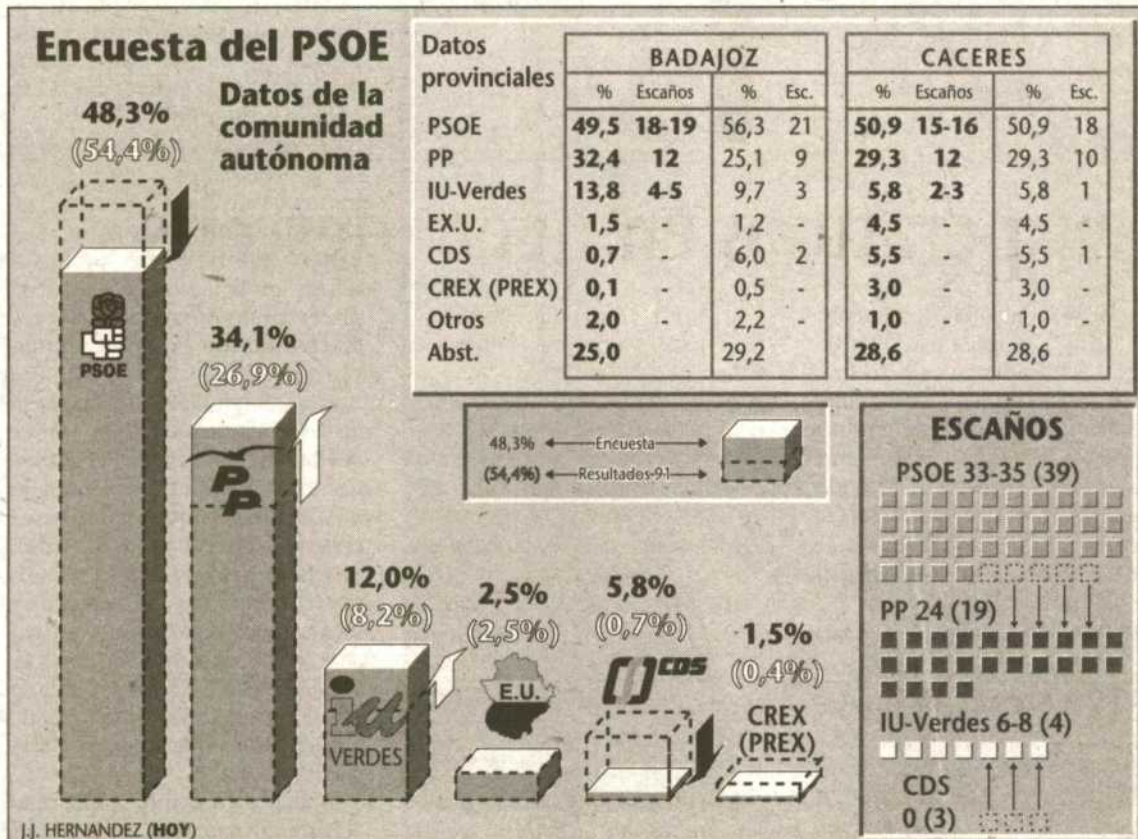 Encuesta del PSOE
Datos de la
comunidad
autónoma
48,3%
(54,4%)
PSOE
34,1%
(26,9%)
PP
12,0%
(8,2%)
iu
VERDES
2,5%
(2,5%)
E.U.
5,8%
(0,7%)
CDS
1,5%
(0,4%)
CREX
(PREX)
Datos
provinciales
BADAJOZ CACERES
% Escaños % Esc. % Escaños % Esc.
PSOE 49,5 18-19 56,3 21 50,9 15-16 50,9 18
PP 32,4 12 25,1 9 29,3 12 29,3 10
IU-Verdes 13,8 4-5 9,7 3 5,8 2-3 5,8 1
EX.U. 1,5 - 1,2 - 4,5 - 4,5 -
CDS 0,7 - 6,0 2 5,5 - 5,5 1
CREX (PREX) 0,1 - 0,5 - 3,0 - 3,0 -
Otros 2,0 - 2,2 - 1,0 - 1,0 -
Abst. 25,0 29,2 28,6 28,6
48,3% Encuesta
(54,4%) Resultados-91
ESCAÑOS
PSOE 33-35 (39)
PP 24 (19)
IU-Verdes 6-8 (4)
CDS
0 (3)
J.J. HERNANDEZ (HOY)